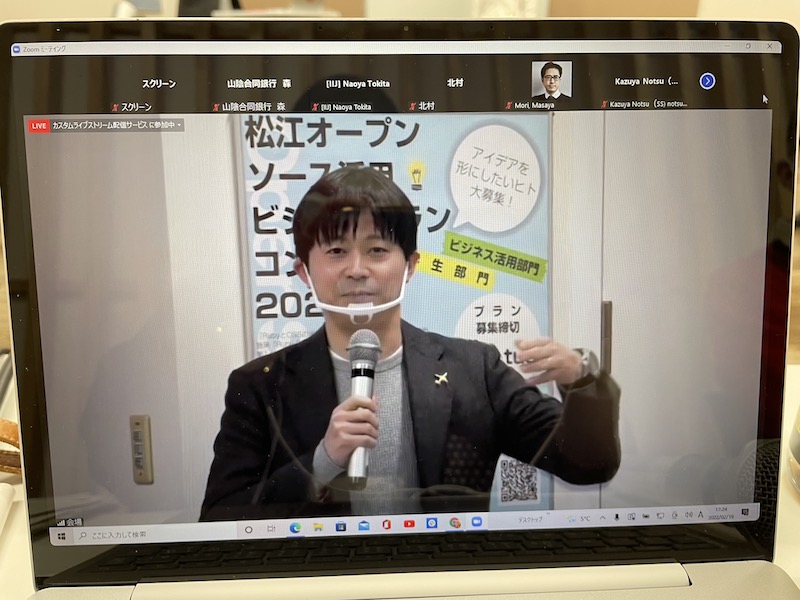 Zoom ミーティング
スクリーン
山陰合同銀行 森
[IIJ] Naoya Tokita
北村
Kazuya Notsu (...
スクリーン
山陰合同銀行 森
[IIJ] Naoya Tokita
北村
Mori, Masaya
Kazuya Notsu (SS) notsu...
LIVE
カスタムライブストリーム配信サービス に参加中
松江オープン
ソース活用
ビジ
ラン
コン
202
アイデアを
形にしたいヒト
大募集！
ビジネス活用部門
生部門
プラン
募集締切
会場
ここに入力して検索
デスクトップ
5°C
A
17:24